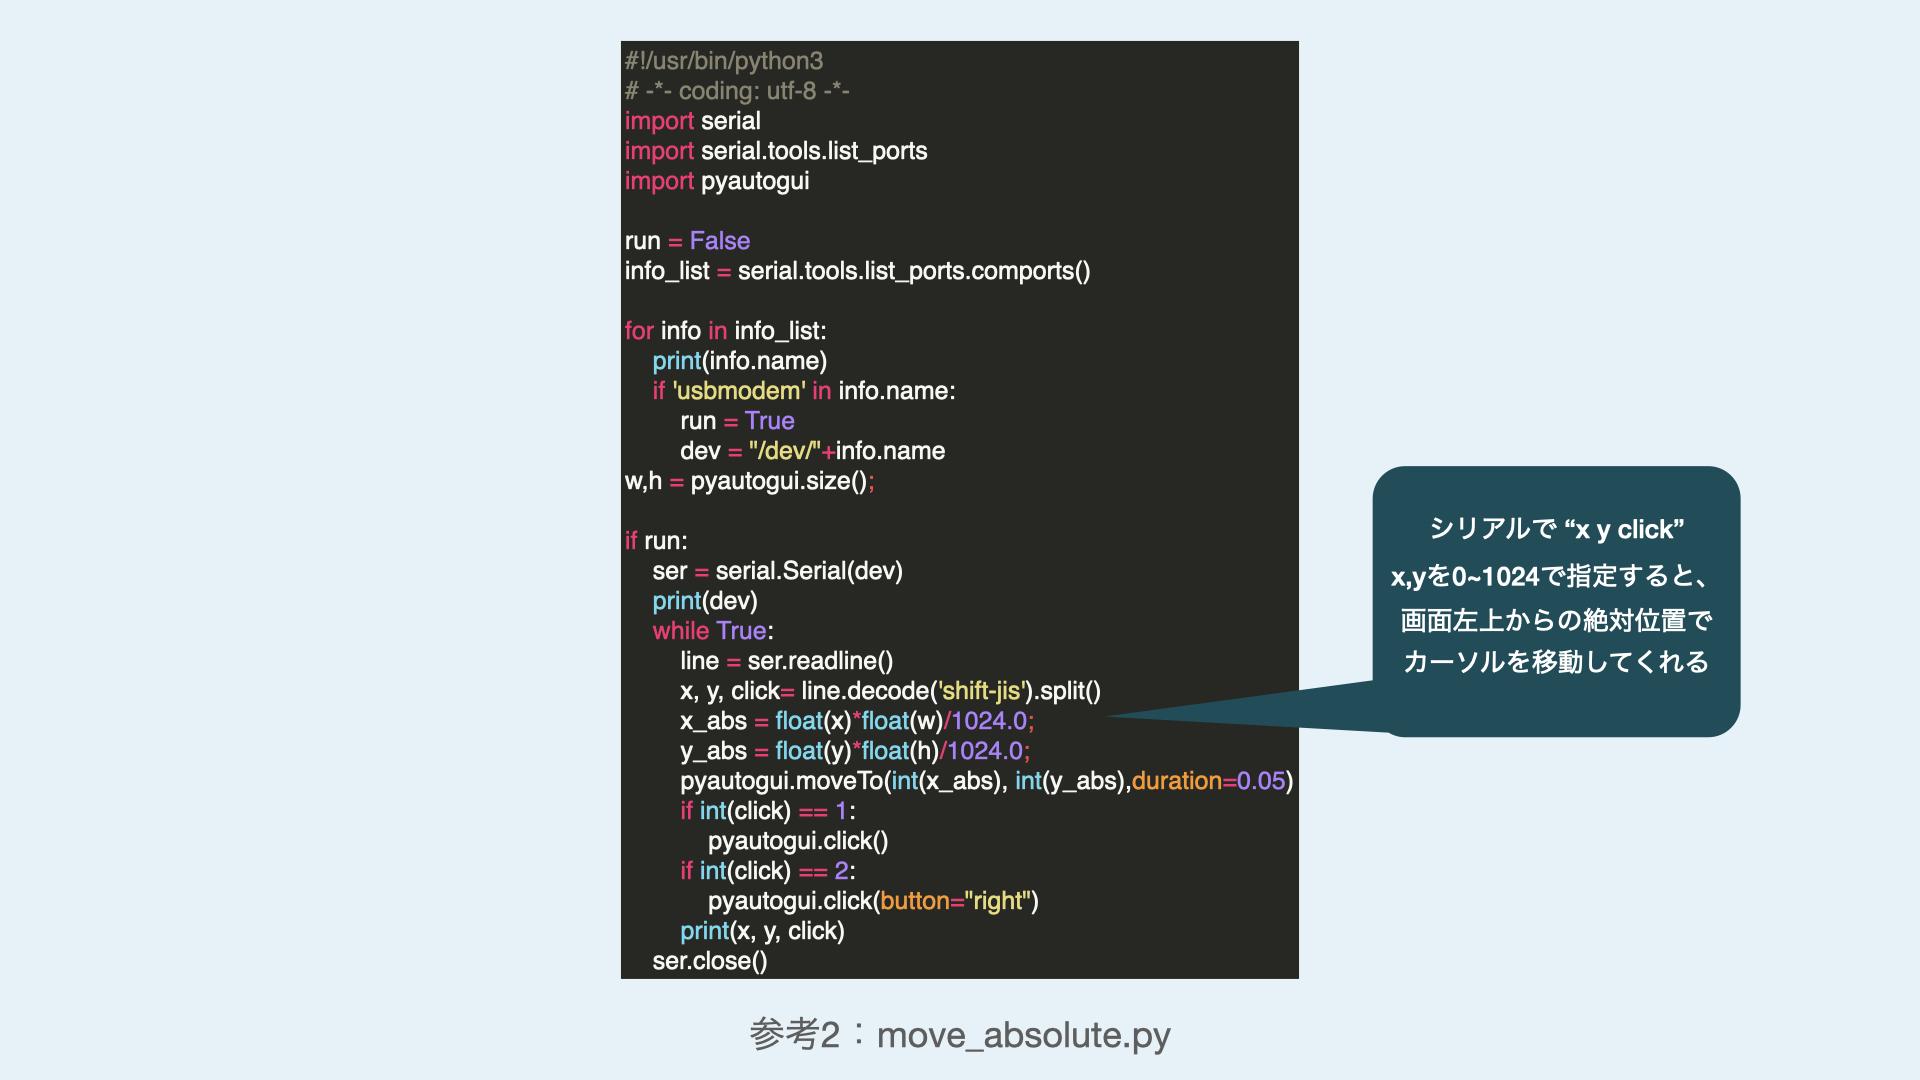 #!/usr/bin/python3
# -*- coding: utf-8 -*-
import serial
import serial.tools.list_ports
import pyautogui
run = False
info_list = serial.tools.list_ports.comports()
for info in info_list:
print(info.name)
if 'usbmodem' in info.name:
run = True
dev = "/dev/"+info.name
w,h = pyautogui.size();
if run:
ser = serial.Serial(dev)
print(dev)
while True:
line = ser.readline()
x, y, click= line.decode('shift-jis').split()
x_abs = float(x)*float(w)/1024.0;
y_abs = float(y)*float(h)/1024.0;
pyautogui.moveTo(int(x_abs), int(y_abs),duration=0.05)
if int(click) == 1:
pyautogui.click()
if int(click) == 2:
pyautogui.click(button="right")
print(x, y, click)
ser.close()
シリアルで “x y click”
x,yを0~1024で指定すると、
画面左上からの絶対位置で
カーソルを移動してくれる
参考2：move_absolute.py